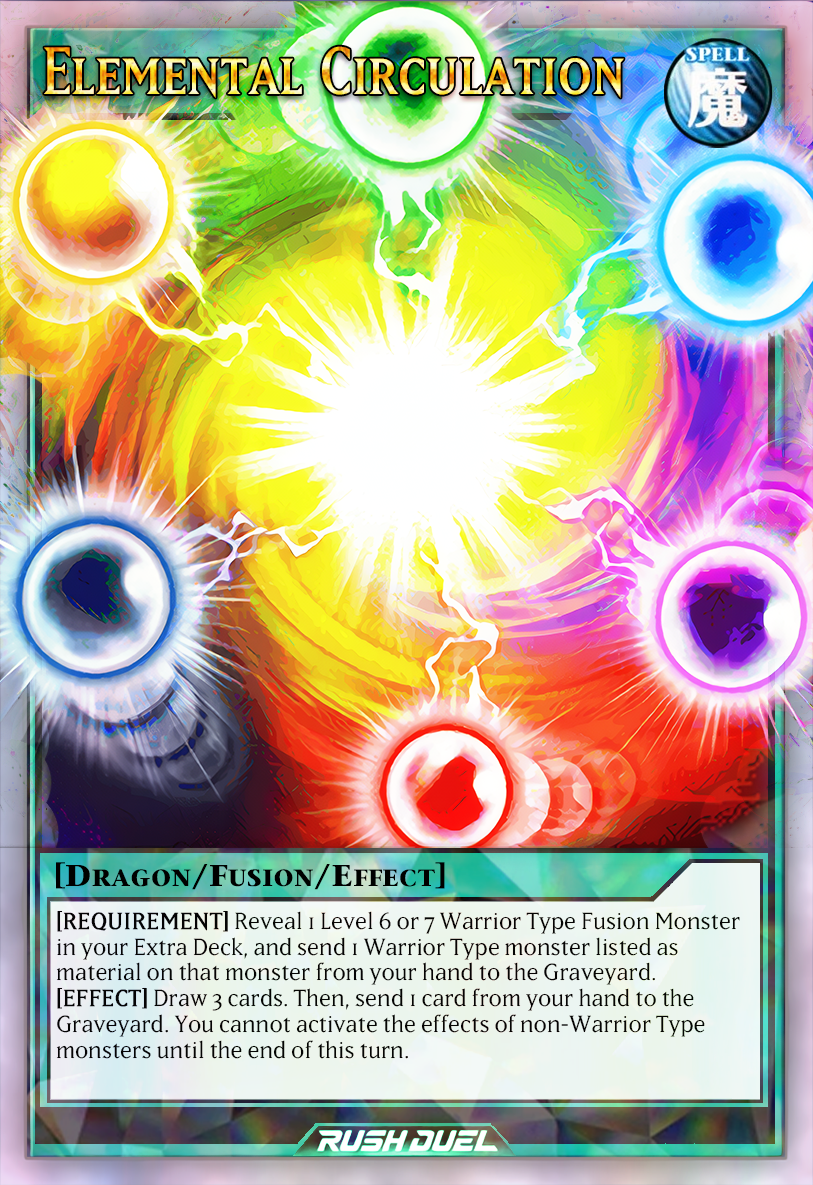 Elemental Circulation
SPELL
魔
[Dragon/Fusion/Effect]
[REQUIREMENT] Reveal 1 Level 6 or 7 Warrior Type Fusion Monster
in your Extra Deck, and send 1 Warrior Type monster listed as
material on that monster from your hand to the Graveyard.
[EFFECT] Draw 3 cards. Then, send 1 card from your hand to the
Graveyard. You cannot activate the effects of non-Warrior Type
monsters until the end of this turn.
RUSH DUEL